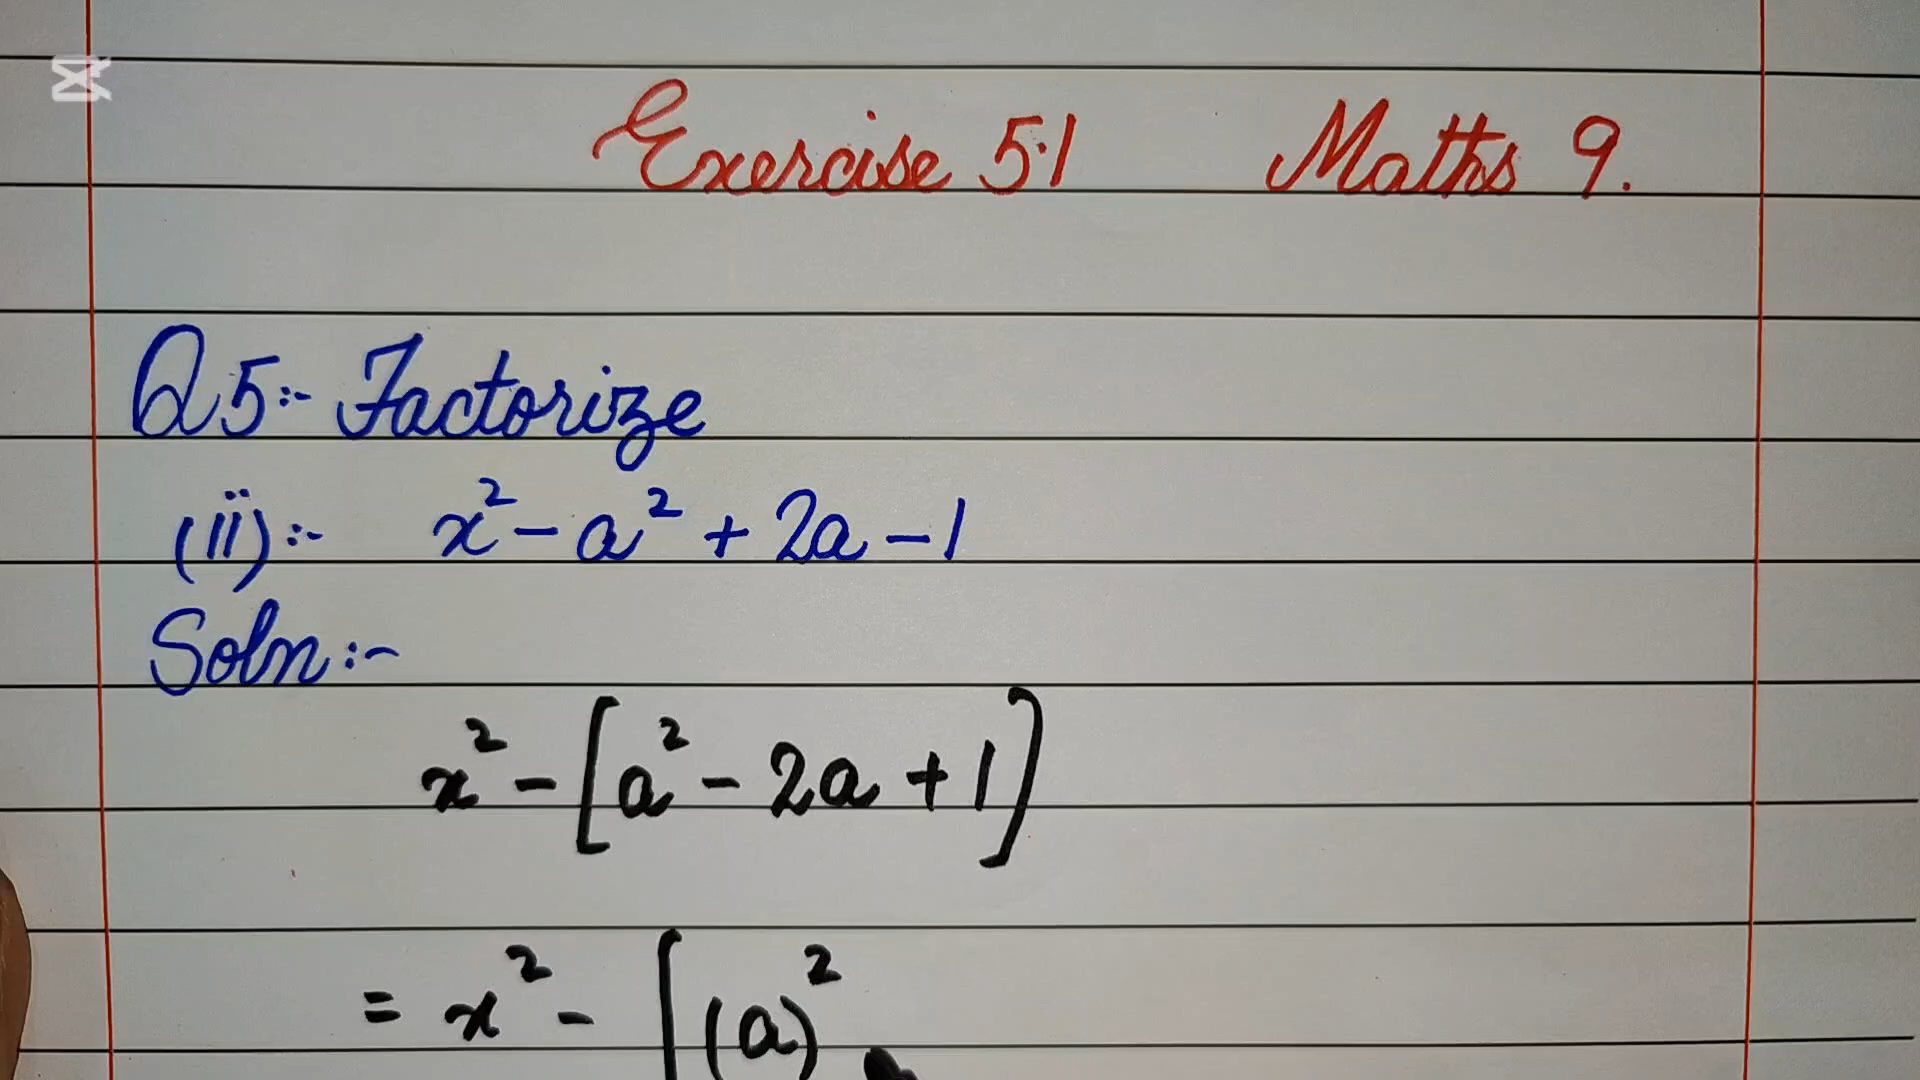 Exercise 5.1 Maths 9.
Q5:- Factorize
(ii):- x² - a² + 2a - 1
Soln:-
x² - [a² - 2a + 1]
= x² - [(a)²